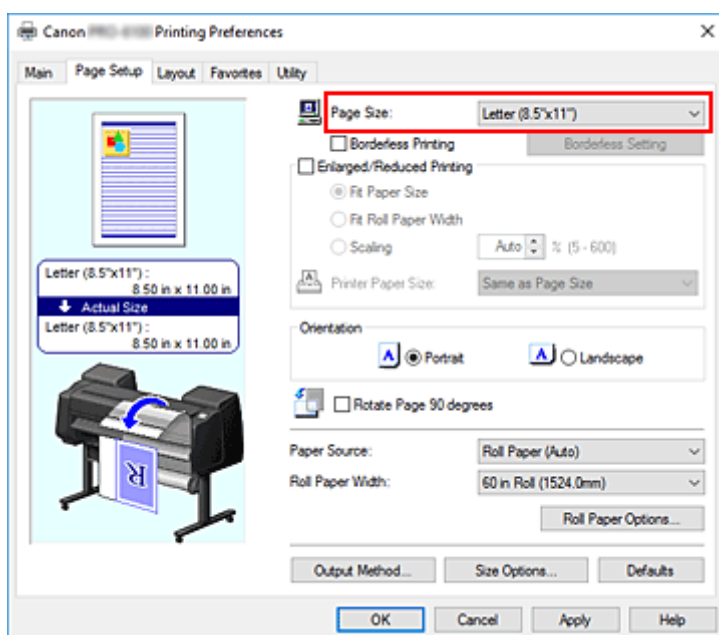 Canon Printing Preferences
Main Page Setup Layout Favorites Utility
Page Size: Letter (8.5"x11")
Borderless Printing Borderless Setting
Enlarged/Reduced Printing
Fit Paper Size
Fit Roll Paper Width
Scaling Auto % (5 - 600)
Printer Paper Size: Same as Page Size
Letter (8.5"x11") :
8.50 in x 11.00 in
Actual Size
Letter (8.5"x11") :
8.50 in x 11.00 in
Orientation
A Portrait A Landscape
Rotate Page 90 degrees
Paper Source: Roll Paper (Auto)
Roll Paper Width: 60 in Roll (1524.0mm)
Roll Paper Options...
R
Output Method... Size Options... Defaults
OK Cancel Apply Help